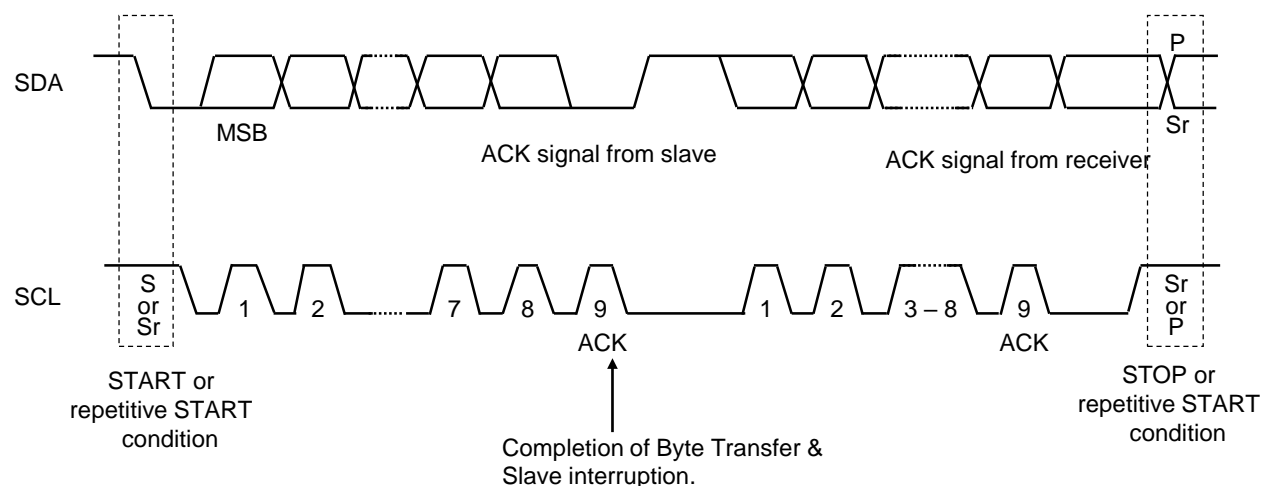 P
SDA
MSB
Sr
ACK signal from slave
ACK signal from receiver
SCL
S
or
Sr
1
2
7
8
9
1
2
3 – 8
9
Sr
or
P
ACK
ACK
START or
repetitive START
condition
STOP or
repetitive START
condition
Completion of Byte Transfer &
Slave interruption.